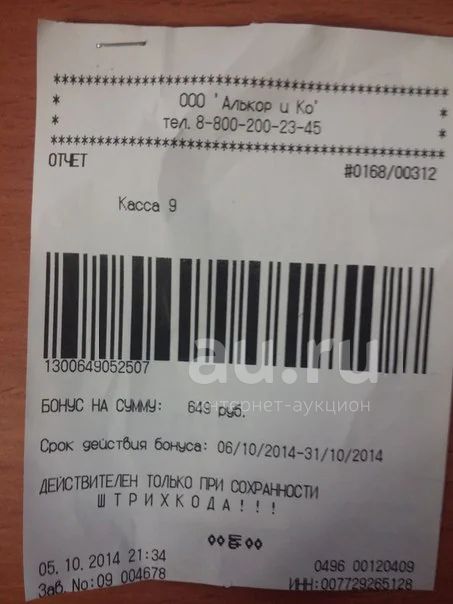 ****************************************
* ООО 'Алькор и Ко' *
* тел. 8-800-200-23-45 *
****************************************
ОТЧЕТ #0168/00312
Касса 9
1300649052507
au.ru
интернет-аукцион
БОНУС НА СУММУ: 649 руб.
Срок действия бонуса: 06/10/2014-31/10/2014
ДЕЙСТВИТЕЛЕН ТОЛЬКО ПРИ СОХРАННОСТИ
ШТРИХКОДА!!!
05.10.2014 21:34 0496 00120409
Зав.No:09 004678 ИНН:007729265128